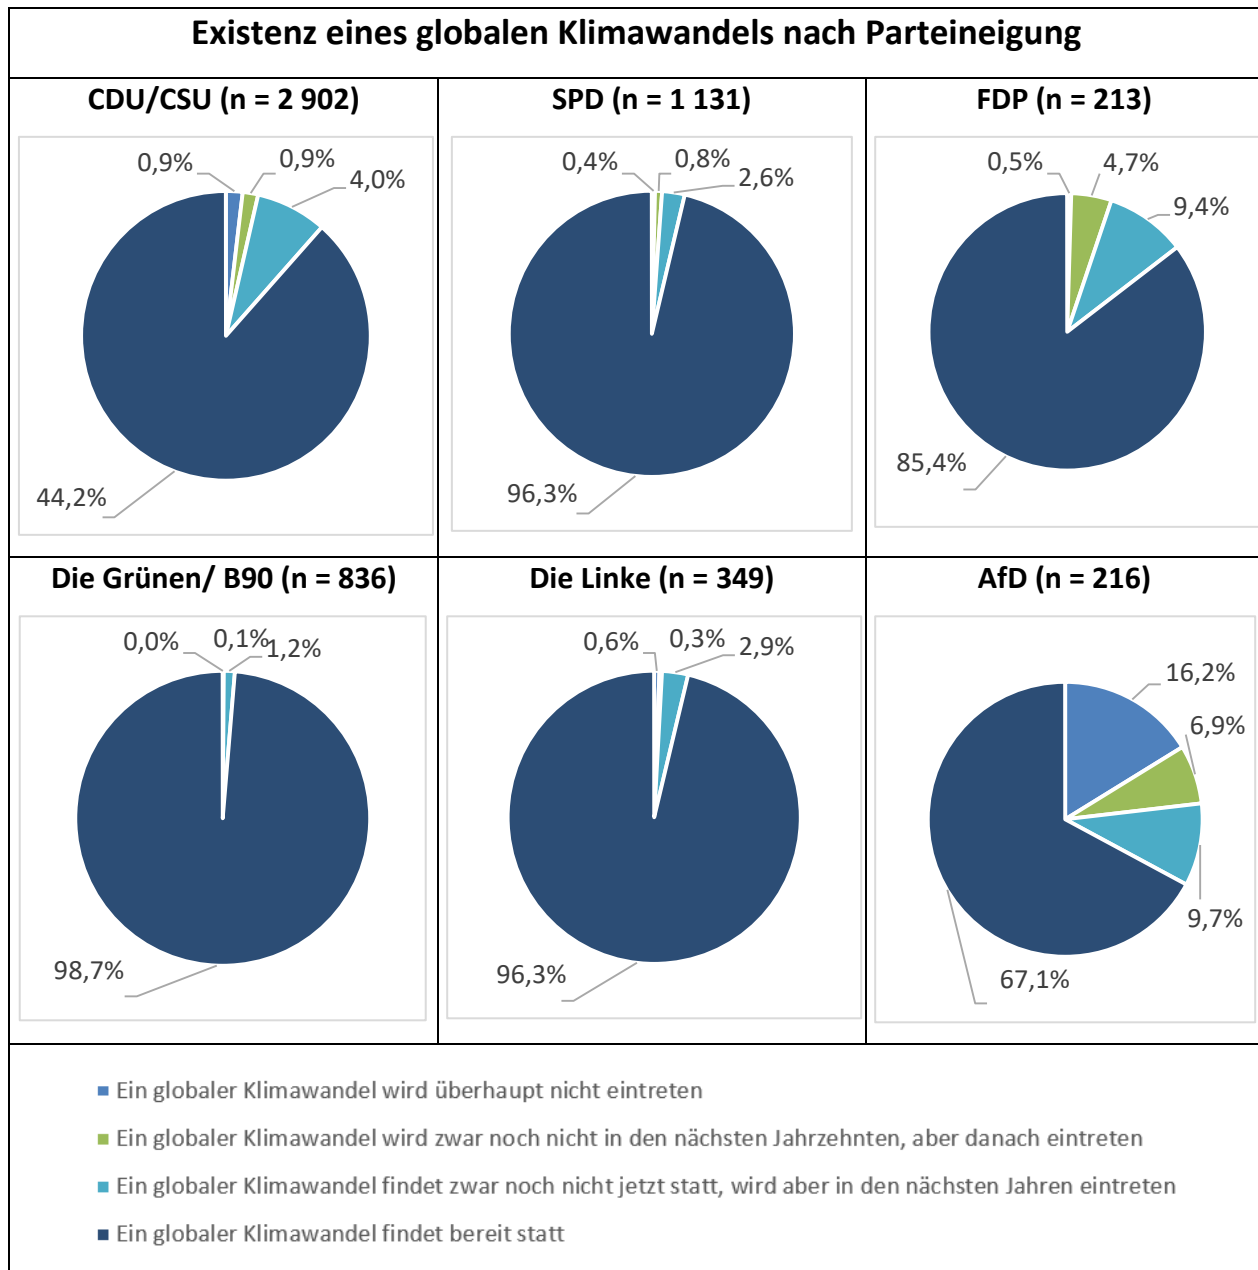 Existenz eines globalen Klimawandels nach Parteineigung
CDU/CSU (n = 2 902)
0,9%
0,9%
4,0%
44,2%
SPD (n = 1 131)
0,4%
0,8%
2,6%
96,3%
FDP (n = 213)
0,5%
4,7%
9,4%
85,4%
Die Grünen/ B90 (n = 836)
0,0%
0,1%
1,2%
98,7%
Die Linke (n = 349)
0,6%
0,3%
2,9%
96,3%
AfD (n = 216)
16,2%
6,9%
9,7%
67,1%
Ein globaler Klimawandel wird überhaupt nicht eintreten
Ein globaler Klimawandel wird zwar noch nicht in den nächsten Jahrzehnten, aber danach eintreten
Ein globaler Klimawandel findet zwar noch nicht jetzt statt, wird aber in den nächsten Jahren eintreten
Ein globaler Klimawandel findet bereit statt